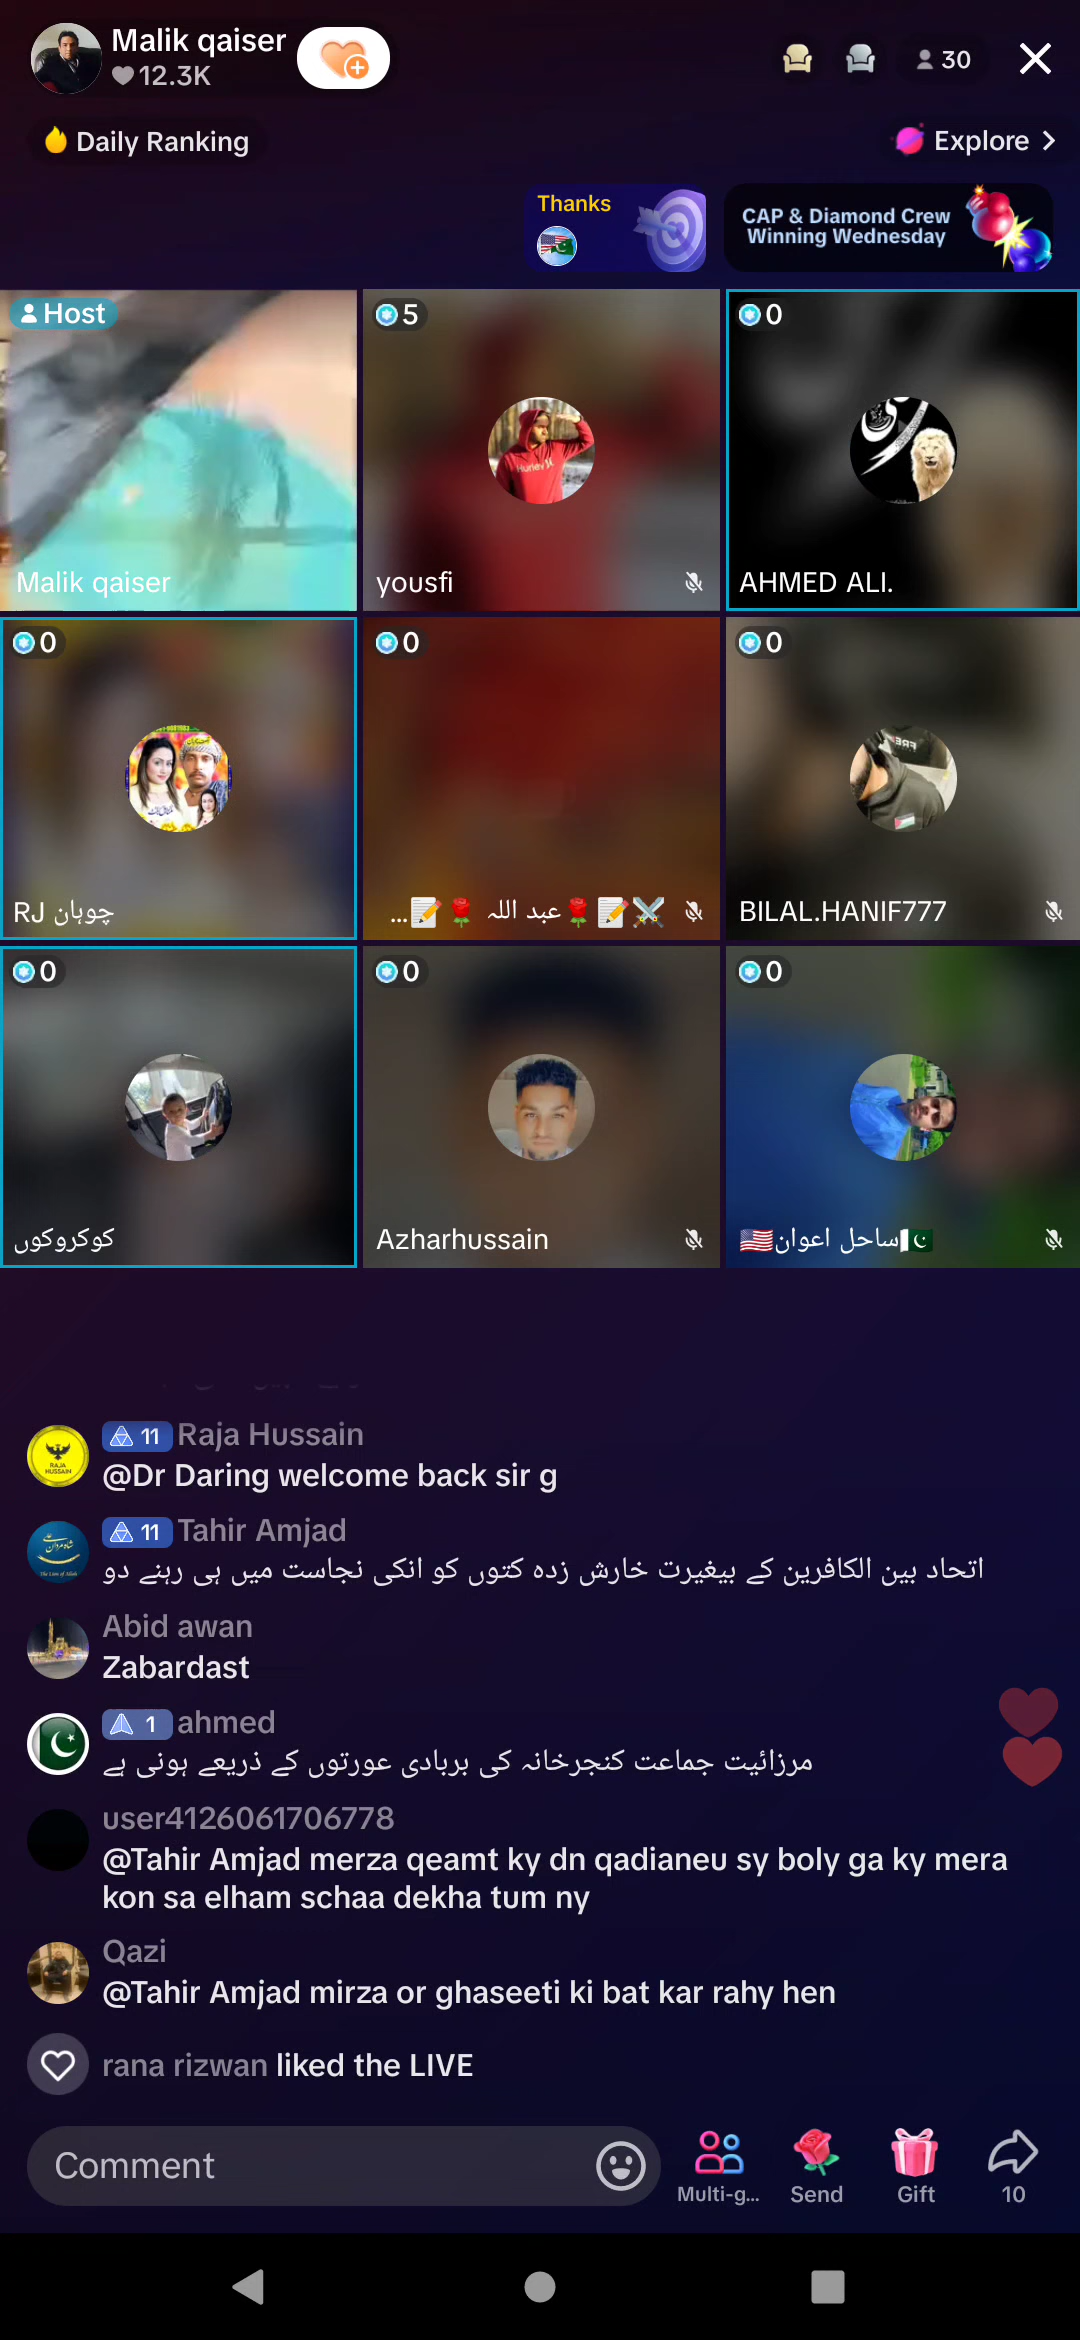 Malik qaiser
12.3K
30
Daily Ranking
Explore
Thanks
CAP & Diamond Crew
Winning Wednesday
Host
5
0
Malik qaiser
yousfi
AHMED ALI.
0
0
0
RJ چوہان
⚔️📝🌹عبد اللہ 🌹📝...
BILAL.HANIF777
0
0
0
کوکروکوں
Azharhussain
🇺🇸ساحل اعوان🇵🇰
11 Raja Hussain
RAJA
HUSSAIN
@Dr Daring welcome back sir g
11 Tahir Amjad
اتحاد بین الکافرین کے بیغیرت خارش زدہ کتوں کو انکی نجاست میں ہی رہنے دو
Abid awan
Zabardast
1 ahmed
مرزائیت جماعت کنجرخانہ کی بربادی عورتوں کے ذریعے ہونی ہے
user4126061706778
@Tahir Amjad merza qeamt ky dn qadianeu sy boly ga ky mera
kon sa elham schaa dekha tum ny
Qazi
@Tahir Amjad mirza or ghaseeti ki bat kar rahy hen
rana rizwan liked the LIVE
Comment
Multi-g...
Send
Gift
10